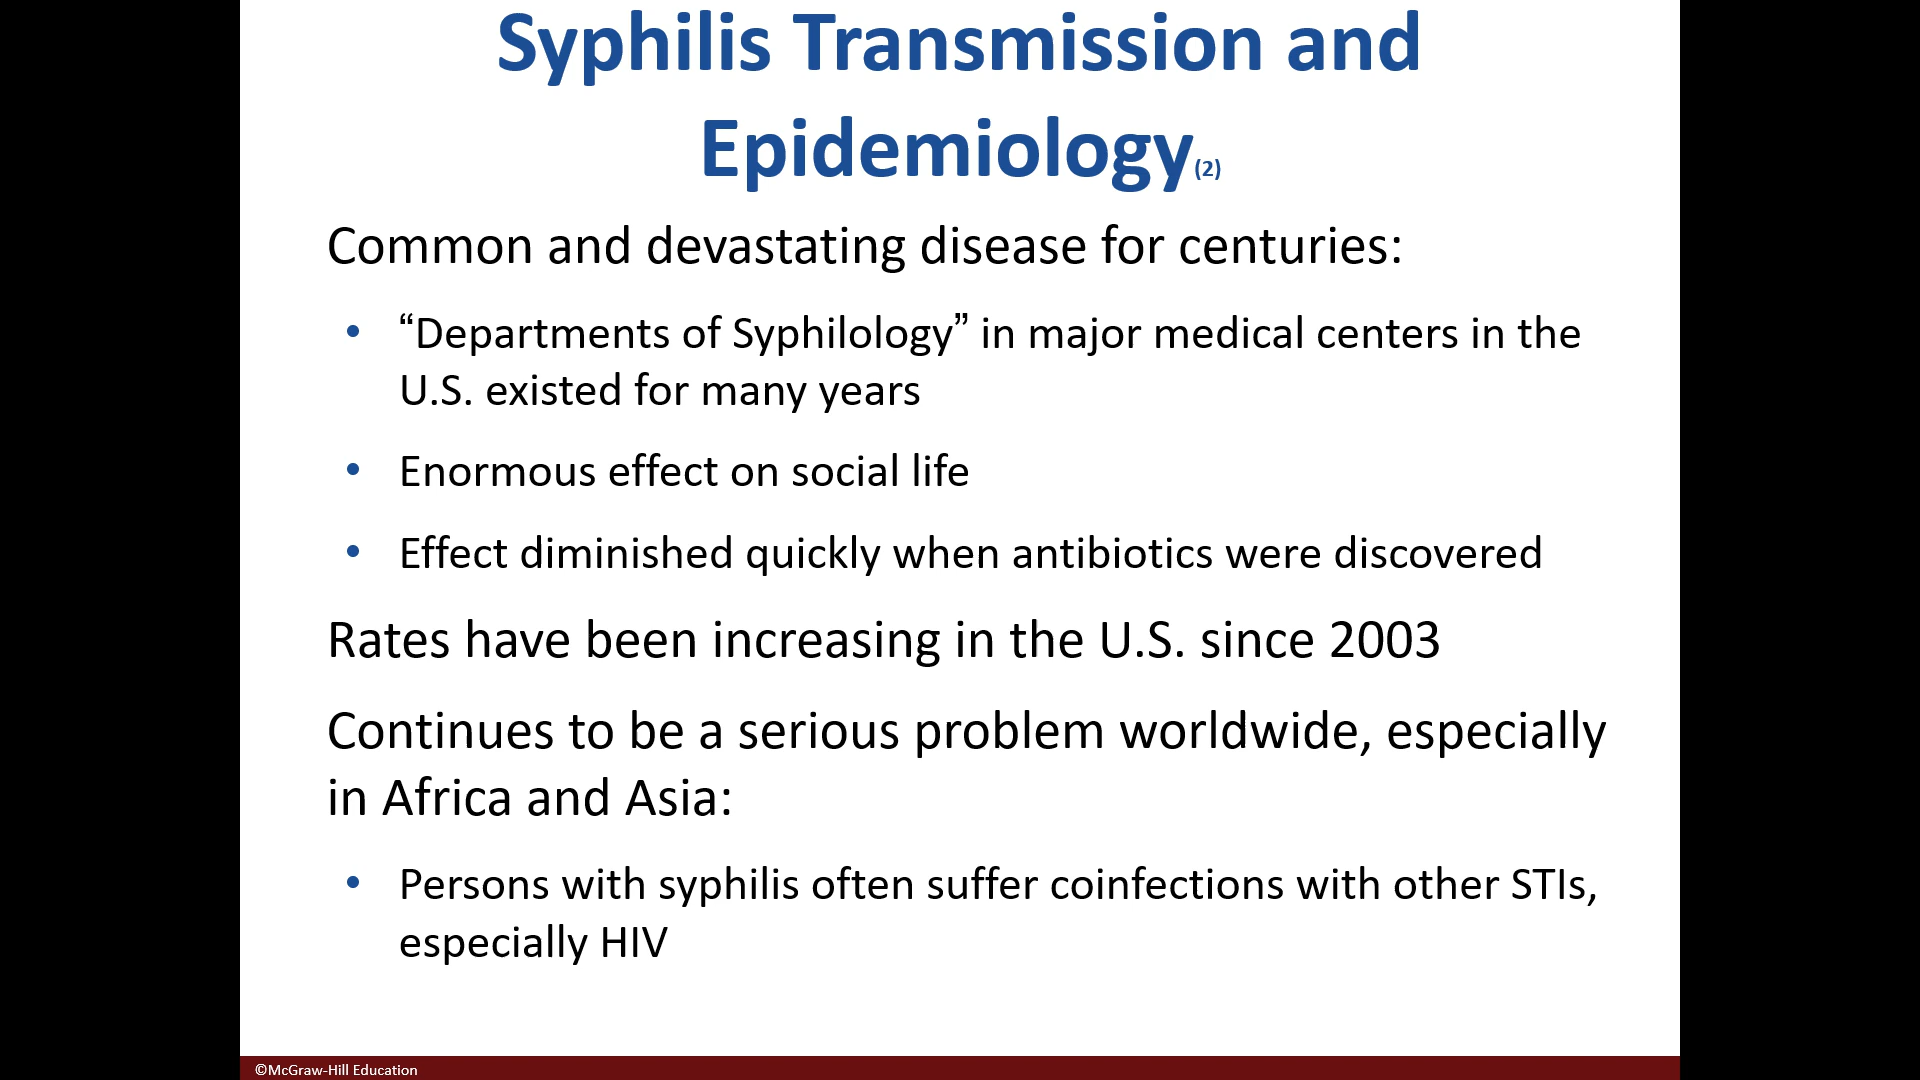 Syphilis Transmission and
Epidemiology(2)
Common and devastating disease for centuries:
• “Departments of Syphilology” in major medical centers in the
U.S. existed for many years
• Enormous effect on social life
• Effect diminished quickly when antibiotics were discovered
Rates have been increasing in the U.S. since 2003
Continues to be a serious problem worldwide, especially
in Africa and Asia:
• Persons with syphilis often suffer coinfections with other STIs,
especially HIV
©McGraw-Hill Education